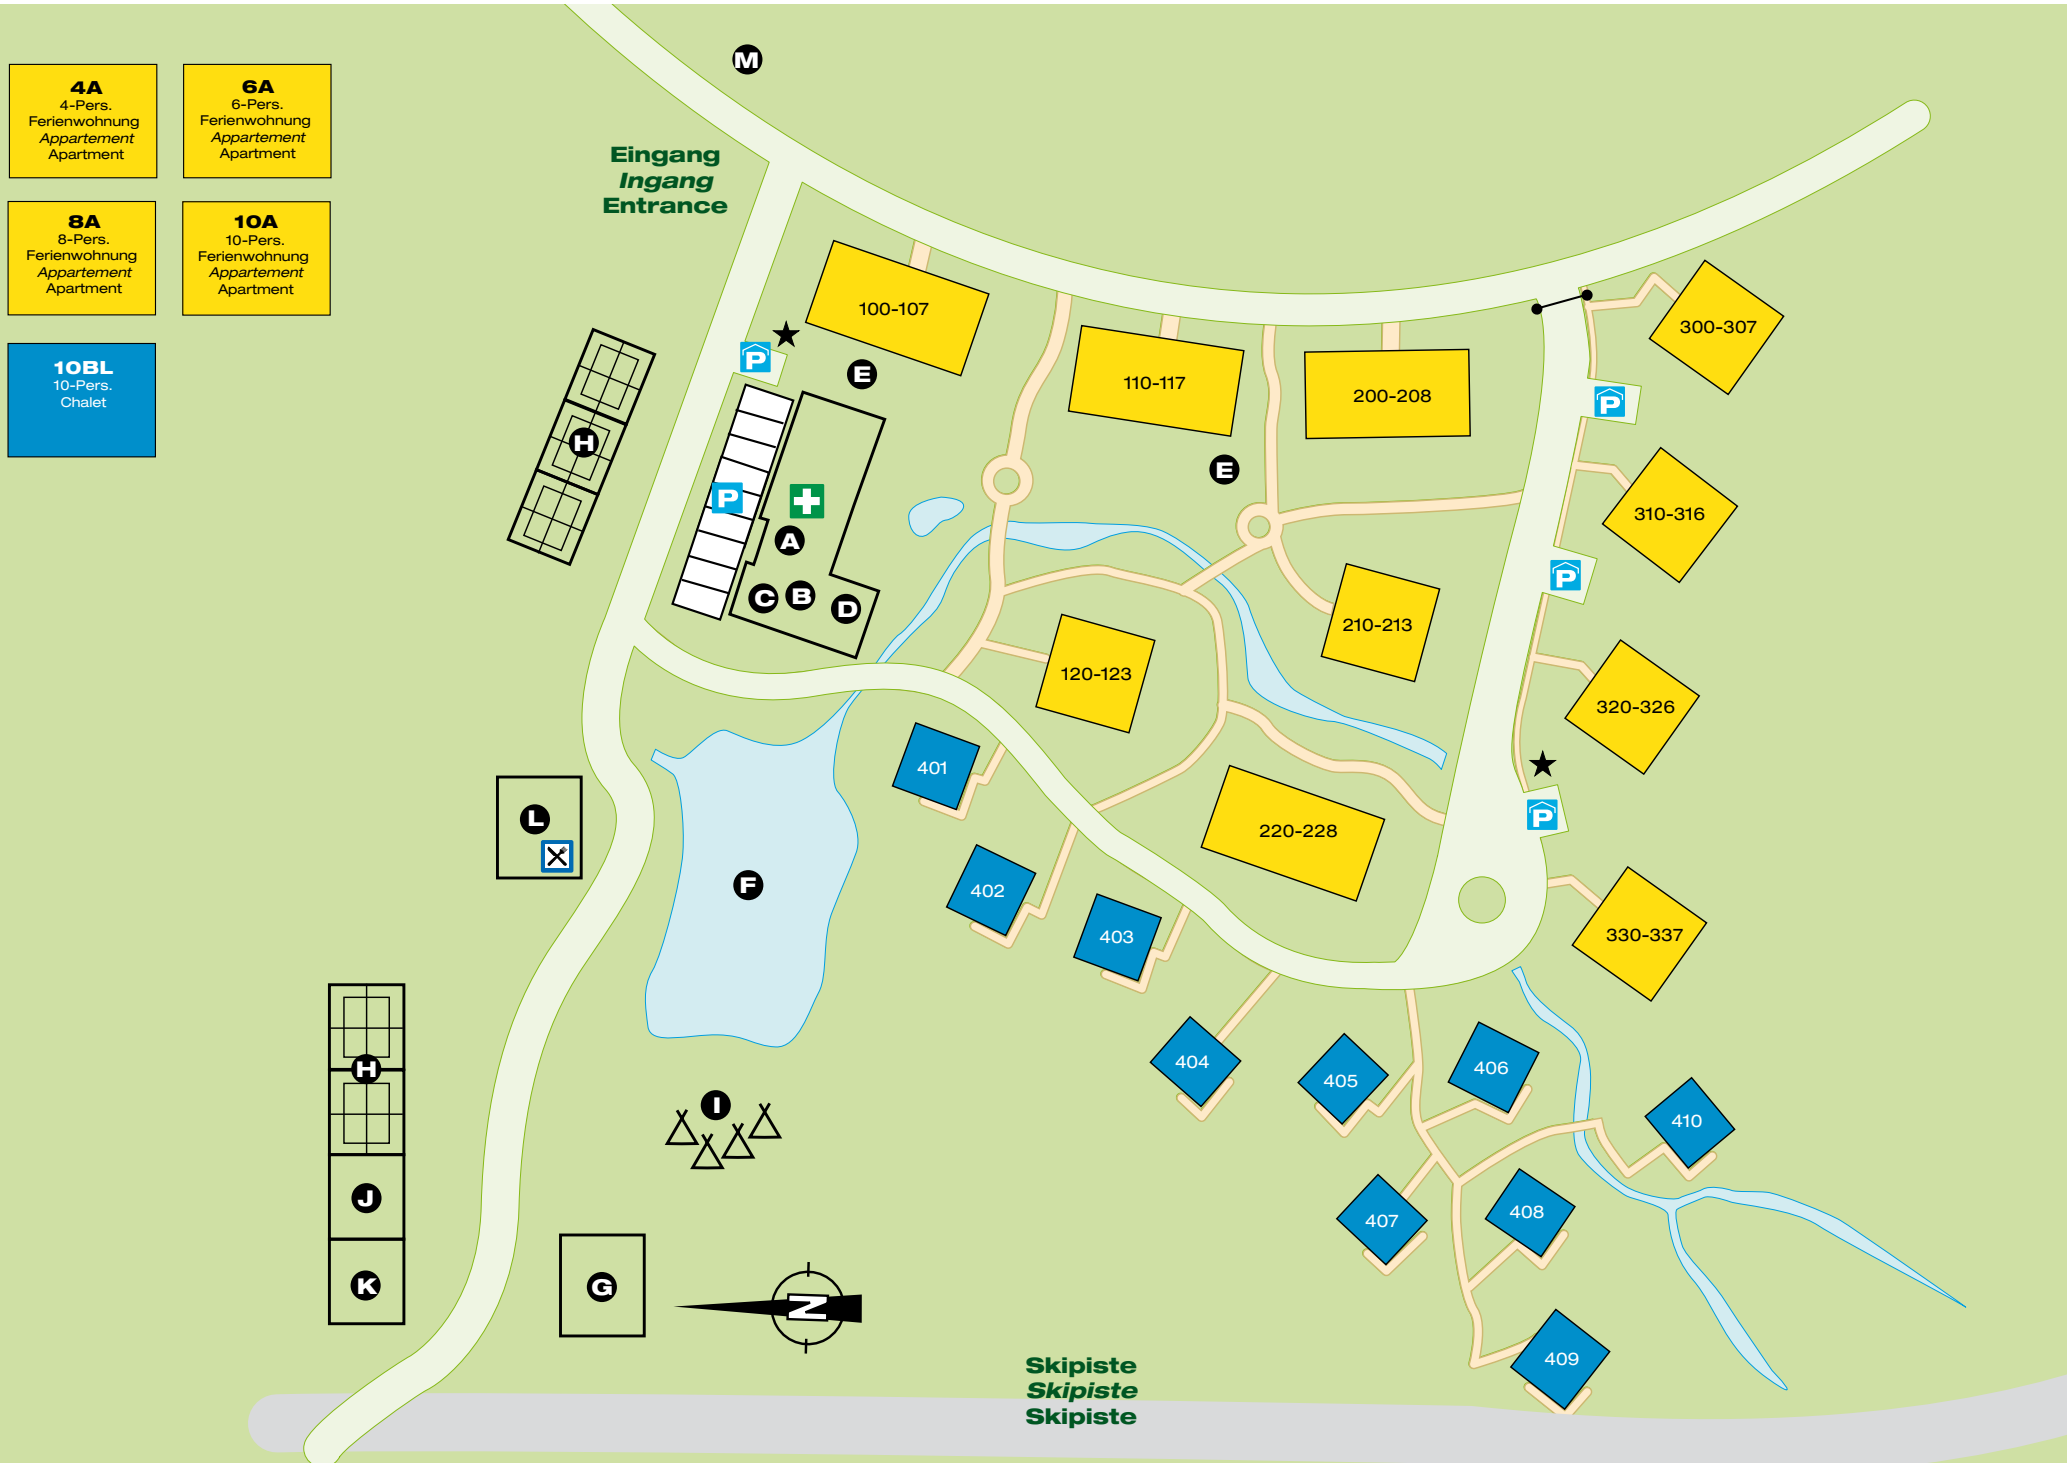 M
4A
4-Pers.
Ferienwohnung
Appartement
Apartment
6A
6-Pers.
Ferienwohnung
Appartement
Apartment
8A
8-Pers.
Ferienwohnung
Appartement
Apartment
10A
10-Pers.
Ferienwohnung
Appartement
Apartment
10BL
10-Pers.
Chalet
Eingang
Ingang
Entrance
100-107
110-117
200-208
300-307
P
E
P
H
E
P
A
310-316
P
C
B
D
210-213
120-123
320-326
401
P
L
220-228
F
402
403
330-337
404
405
406
410
H
I
J
407
408
K
G
N
409
Skipiste
Skipiste
Skipiste